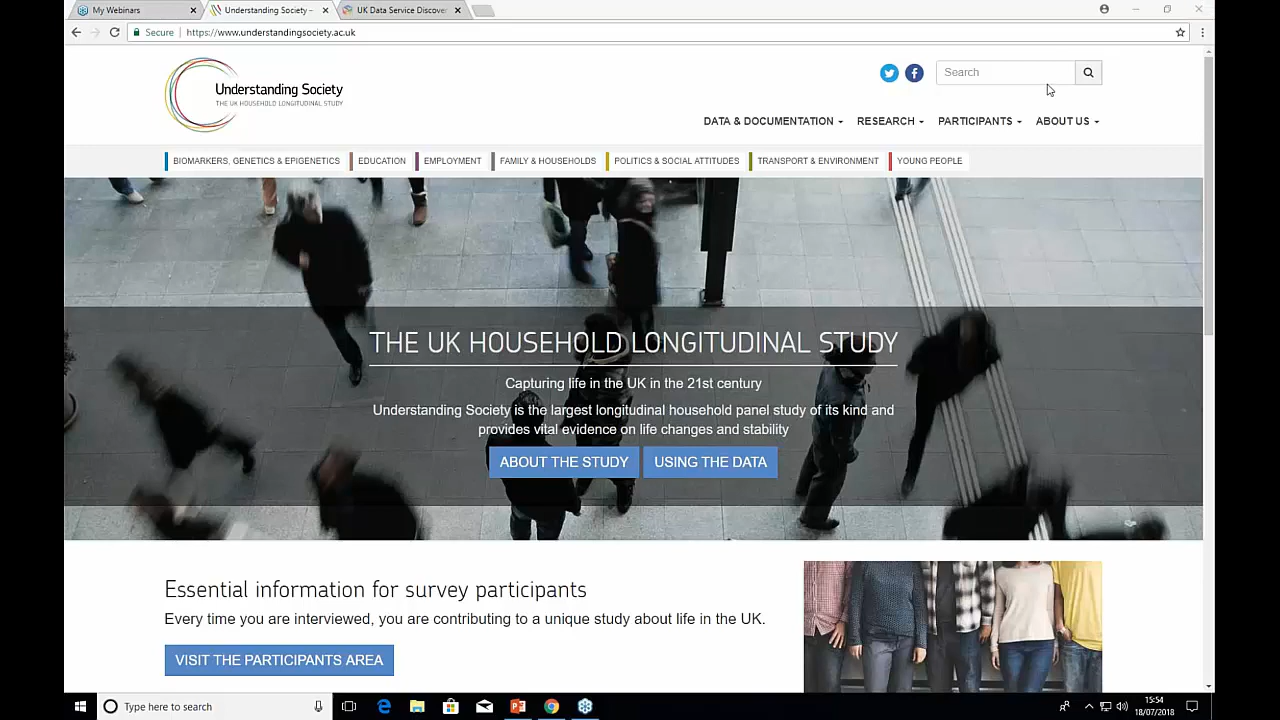 My Webinars
Understanding Society –
UK Data Service Discover
Secure
https://www.understandingsociety.ac.uk
Understanding Society
THE UK HOUSEHOLD LONGITUDINAL STUDY
Search
DATA & DOCUMENTATION
RESEARCH
PARTICIPANTS
ABOUT US
BIOMARKERS, GENETICS & EPIGENETICS
EDUCATION
EMPLOYMENT
FAMILY & HOUSEHOLDS
POLITICS & SOCIAL ATTITUDES
TRANSPORT & ENVIRONMENT
YOUNG PEOPLE
THE UK HOUSEHOLD LONGITUDINAL STUDY
Capturing life in the UK in the 21st century
Understanding Society is the largest longitudinal household panel study of its kind and
provides vital evidence on life changes and stability
ABOUT THE STUDY
USING THE DATA
Essential information for survey participants
Every time you are interviewed, you are contributing to a unique study about life in the UK.
VISIT THE PARTICIPANTS AREA
Type here to search
15:54
18/07/2018